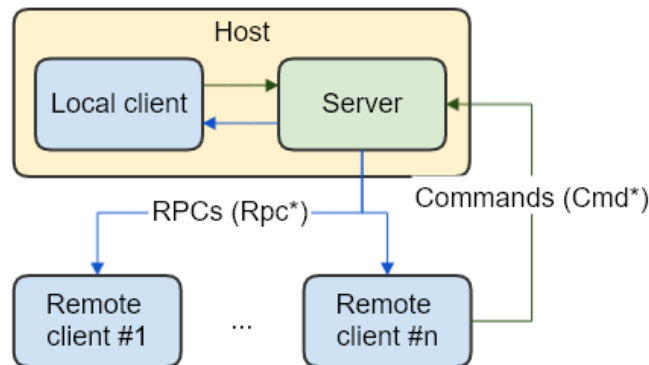 Host
Local client
Server
Commands (Cmd*)
RPCs (Rpc*)
Remote
client #1
...
Remote
client #n